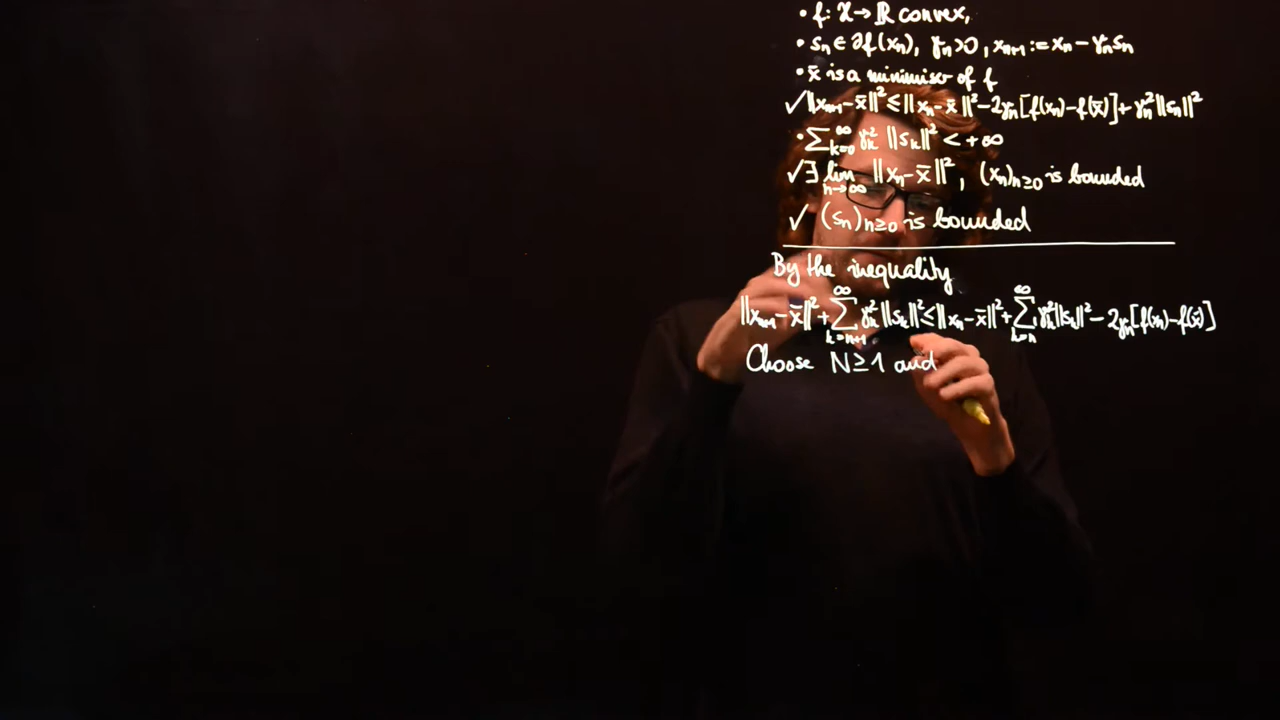 • f: X → ℝ convex,
• sₙ ∈ ∂f(xₙ), γₙ > 0, xₙ₊₁ := xₙ − γₙsₙ
• x̄ is a minimiser of f
✓ ‖xₙ₊₁ − x̄‖² ≤ ‖xₙ − x̄‖² − 2γₙ[f(xₙ) − f(x̄)] + γₙ²‖sₙ‖²
• ∑ₖ₌₀^∞ γₖ² ‖sₖ‖² < +∞
✓ ∃ lim_{n→∞} ‖xₙ − x̄‖², (xₙ)ₙ≥₀ is bounded
✓ (sₙ)ₙ≥₀ is bounded
By the inequality
‖xₙ₊₁ − x̄‖² + ∑_{k=n+1}^∞ γₖ²‖sₖ‖² ≤ ‖xₙ − x̄‖² + ∑_{k=n}^∞ γₖ²‖sₖ‖² − 2γₙ[f(xₙ) − f(x̄)]
Choose N ≥ 1 and